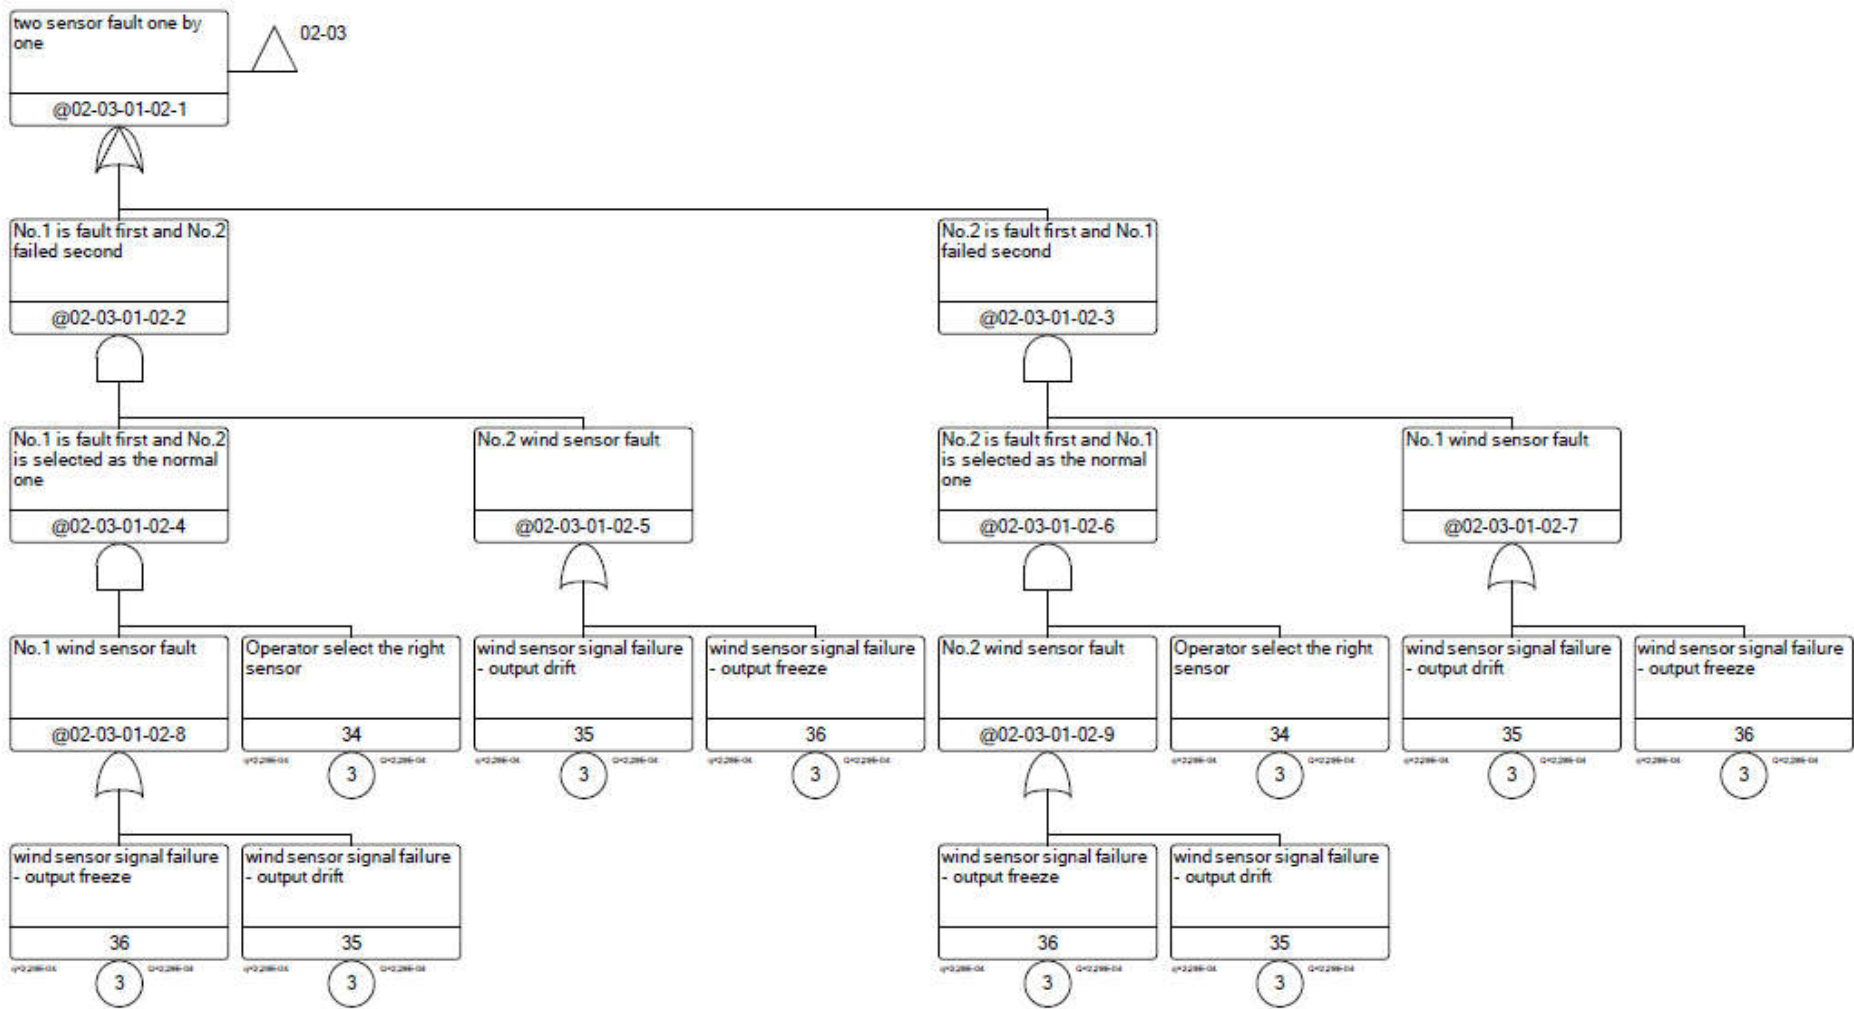 two sensor fault one by
one
@02-03-01-02-1
02-03
No.1 is fault first and No.2
failed second
@02-03-01-02-2
No.2 is fault first and No.1
failed second
@02-03-01-02-3
No.1 is fault first and No.2
is selected as the normal
one
@02-03-01-02-4
No.2 wind sensor fault
@02-03-01-02-5
No.2 is fault first and No.1
is selected as the normal
one
@02-03-01-02-6
No.1 wind sensor fault
@02-03-01-02-7
No.1 wind sensor fault
@02-03-01-02-8
Operator select the right
sensor
34
3
wind sensor signal failure
- output drift
35
3
wind sensor signal failure
- output freeze
36
3
No.2 wind sensor fault
@02-03-01-02-9
Operator select the right
sensor
34
3
wind sensor signal failure
- output drift
35
3
wind sensor signal failure
- output freeze
36
3
wind sensor signal failure
- output freeze
36
3
wind sensor signal failure
- output drift
35
3
wind sensor signal failure
- output freeze
36
3
wind sensor signal failure
- output drift
35
3